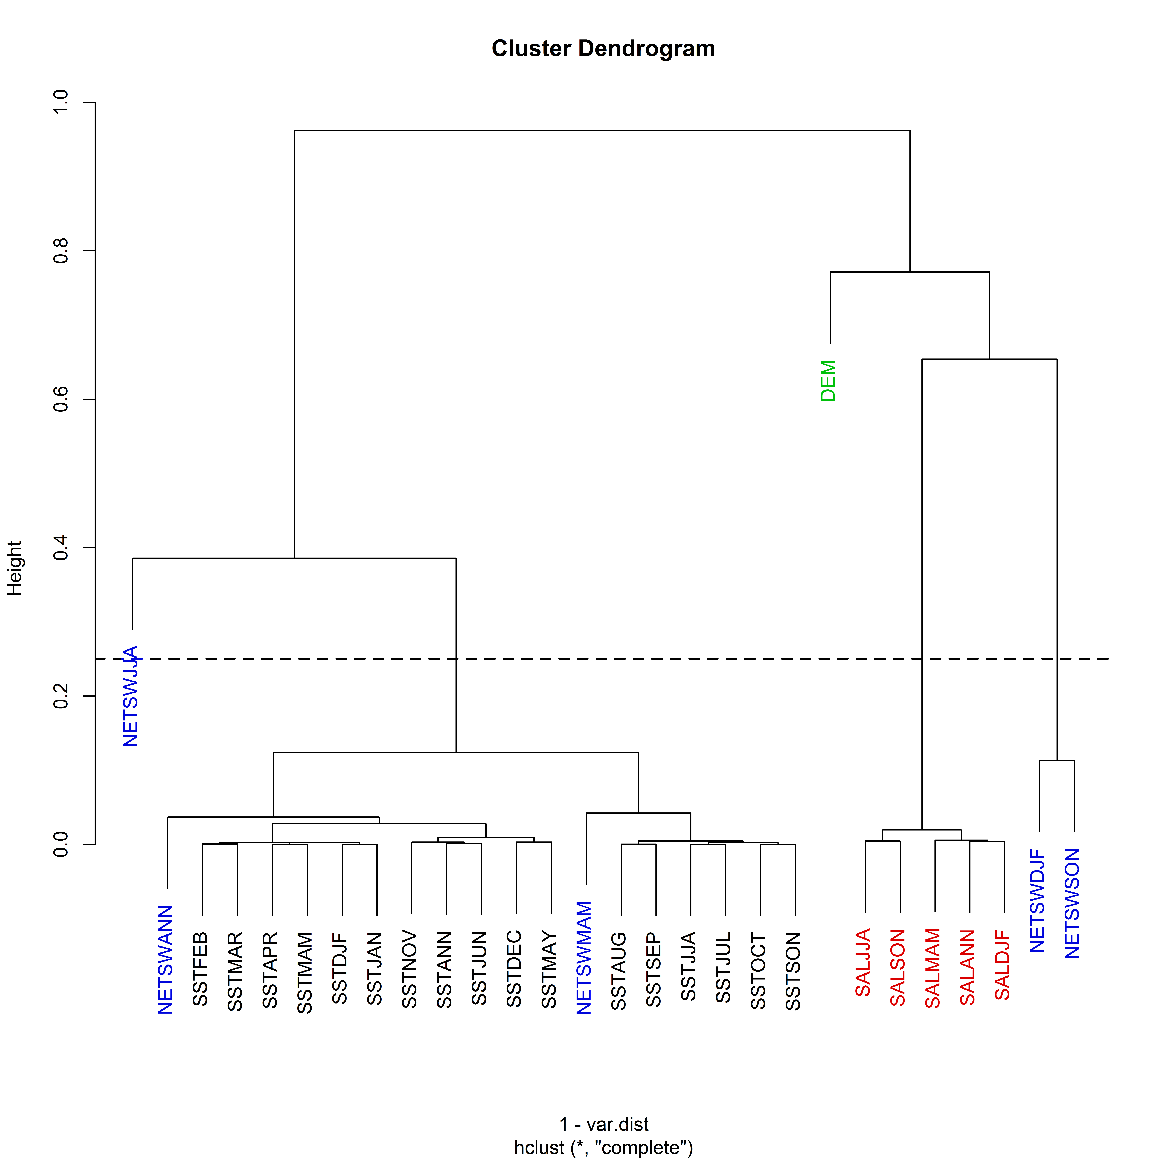 Cluster Dendrogram
Height
1.0
0.8
0.6
0.4
0.2
0.0
NETSWJJA
NETSWANN
SSTFEB
SSTMAR
SSTAPR
SSTMAM
SSTDJF
SSTJAN
SSTNOV
SSTANN
SSTJUN
SSTDEC
SSTMAY
NETSWMAM
SSTAUG
SSTSEP
SSTJJA
SSTJUL
SSTOCT
SSTSON
DEM
SALJJA
SALSON
SALMAM
SALANN
SALDJF
NETSWDJF
NETSWSON
1 - var.dist
hclust (*, "complete")